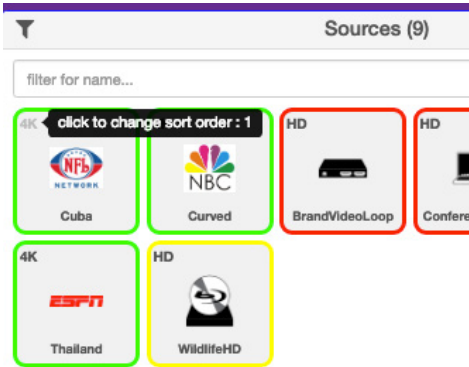 Sources (9)
filter for name...
4K
click to change sort order : 1
HD
HD
NFL
NETWORK
NBC
Cuba
Curved
BrandVideoLoop
Confere
4K
HD
ESPN
Thailand
WildlifeHD